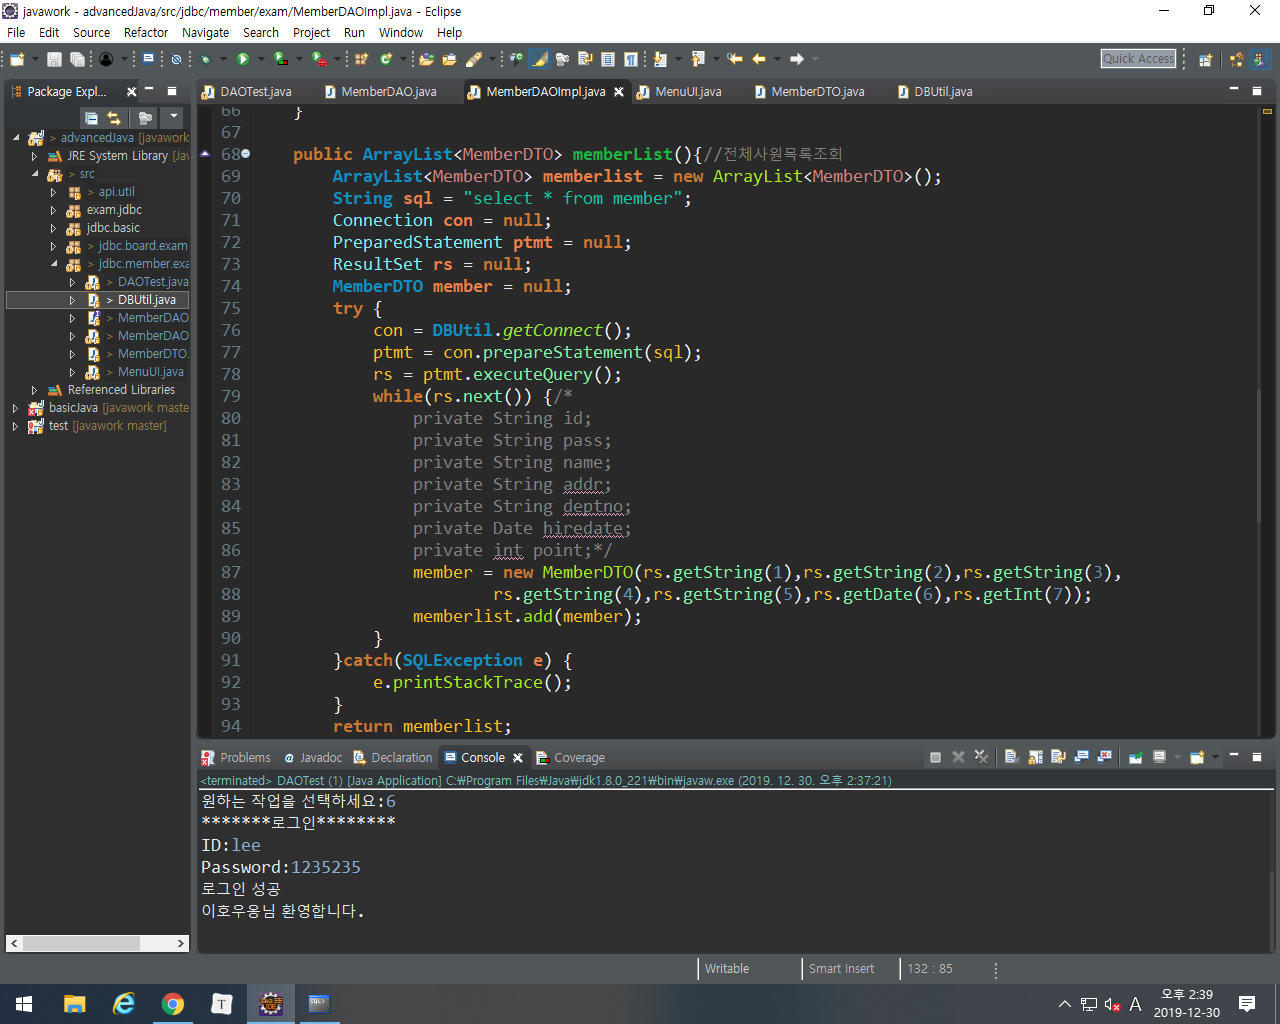 javawork - advancedJava/src/jdbc/member/exam/MemberDAOImpl.java - Eclipse
File Edit Source Refactor Navigate Search Project Run Window Help
Quick Access
Package Expl...
DAOTest.java MemberDAO.java MemberDAOImpl.java MenuUI.java MemberDTO.java DBUtil.java
> advancedJava [javawork
JRE System Library [Jav
> src
> api.util
exam.jdbc
jdbc.basic
> jdbc.board.exam
> jdbc.member.exa
> DAOTest.java
> DBUtil.java
> MemberDAO
> MemberDAO
> MemberDTO.
> MenuUI.java
Referenced Libraries
basicJava [javawork maste
test [javawork master]
66 }
67
68 public ArrayList<MemberDTO> memberList(){//전체사원목록조회
69 ArrayList<MemberDTO> memberlist = new ArrayList<MemberDTO>();
70 String sql = "select * from member";
71 Connection con = null;
72 PreparedStatement ptmt = null;
73 ResultSet rs = null;
74 MemberDTO member = null;
75 try {
76 con = DBUtil.getConnect();
77 ptmt = con.prepareStatement(sql);
78 rs = ptmt.executeQuery();
79 while(rs.next()) {/*
80 private String id;
81 private String pass;
82 private String name;
83 private String addr;
84 private String deptno;
85 private Date hiredate;
86 private int point;*/
87 member = new MemberDTO(rs.getString(1),rs.getString(2),rs.getString(3),
88 rs.getString(4),rs.getString(5),rs.getDate(6),rs.getInt(7));
89 memberlist.add(member);
90 }
91 }catch(SQLException e) {
92 e.printStackTrace();
93 }
94 return memberlist;
Problems Javadoc Declaration Console Coverage
<terminated> DAOTest (1) [Java Application] C:₩Program Files₩Java₩jdk1.8.0_221₩bin₩javaw.exe (2019. 12. 30. 오후 2:37:21)
원하는 작업을 선택하세요:6
*******로그인********
ID:lee
Password:1235235
로그인 성공
이호우옹님 환영합니다.
Writable Smart Insert 132 : 85
A 오후 2:39
2019-12-30